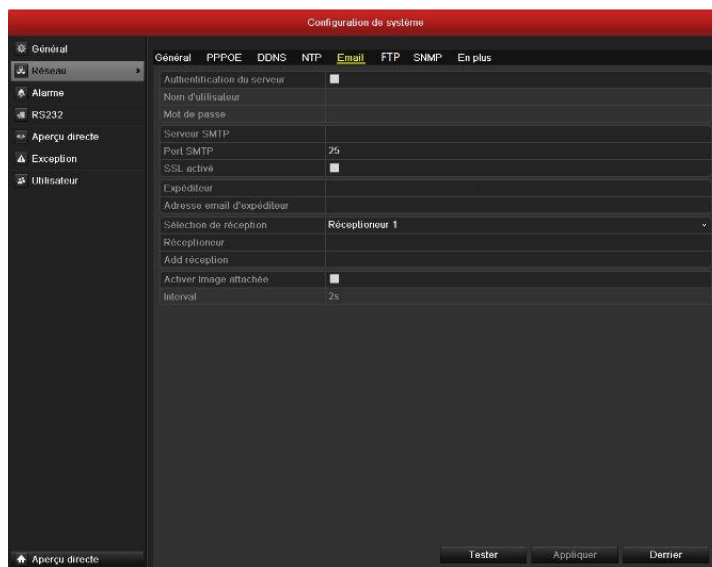 Configuration de système
Général
Réseau
Alarme
RS232
Aperçu directe
Exception
Utilisateur
Général PPPOE DDNS NTP Email FTP SNMP En plus
Authentification du serveur
Nom d'utilisateur
Mot de passe
Serveur SMTP
Port SMTP 25
SSL activé
Expéditeur
Adresse email d'expéditeur
Sélection de réception Réceptioneur 1
Réceptioneur
Add réception
Activer Image attachée
Interval 2s
Tester Appliquer Derrier
Aperçu directe